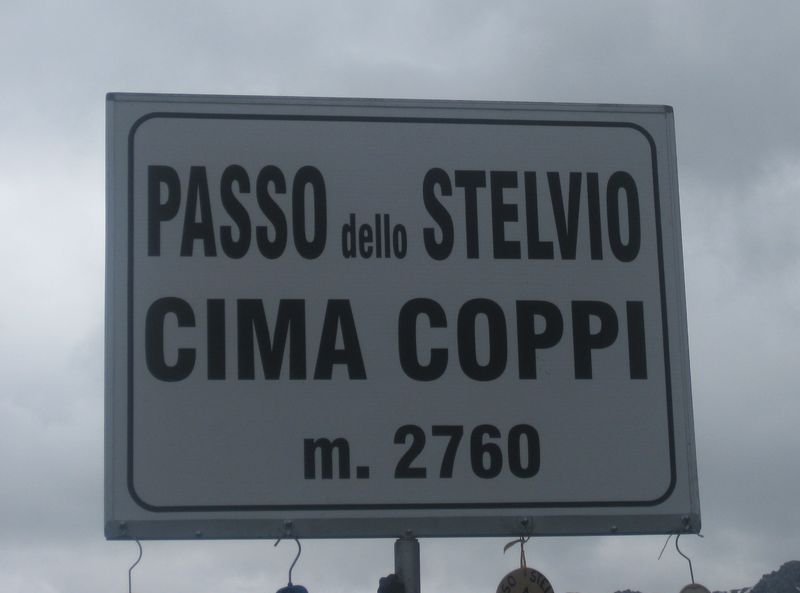 PASSO dello STELVIO
CIMA COPPI
m. 2760